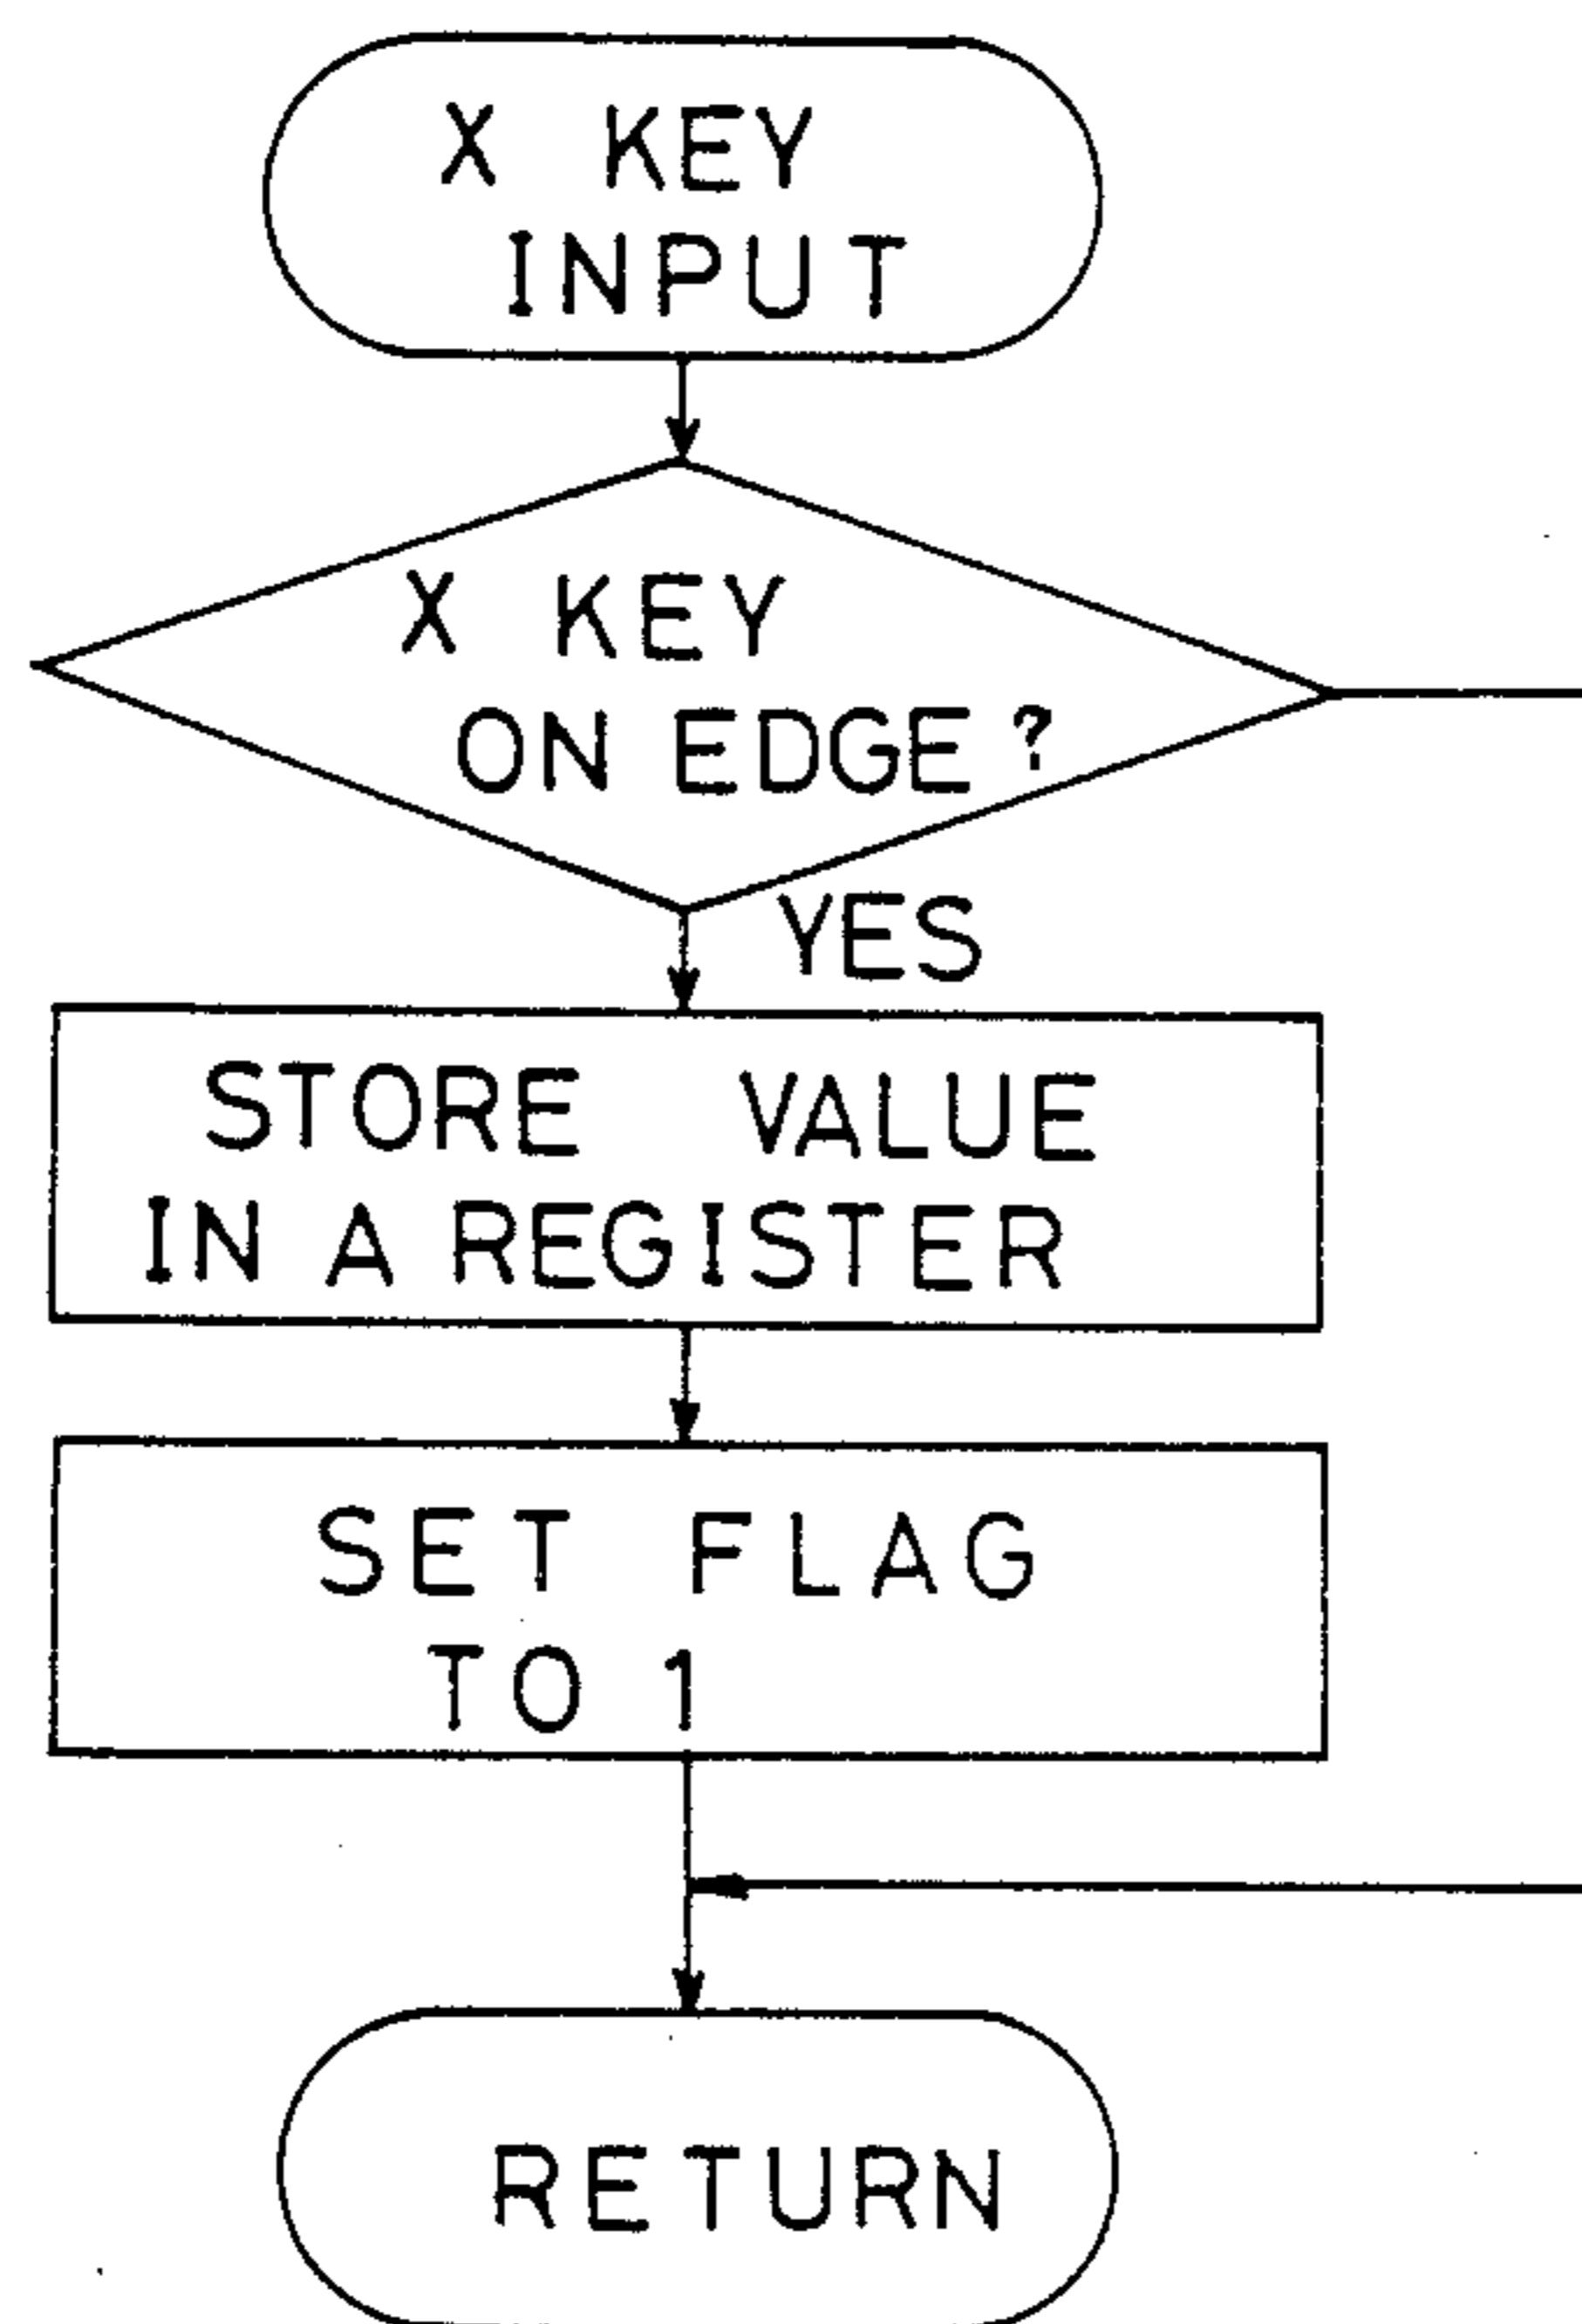 X KEY
INPUT
X KEY
ON EDGE?
YES
STORE VALUE
IN A REGISTER
SET FLAG
TO 1
RETURN